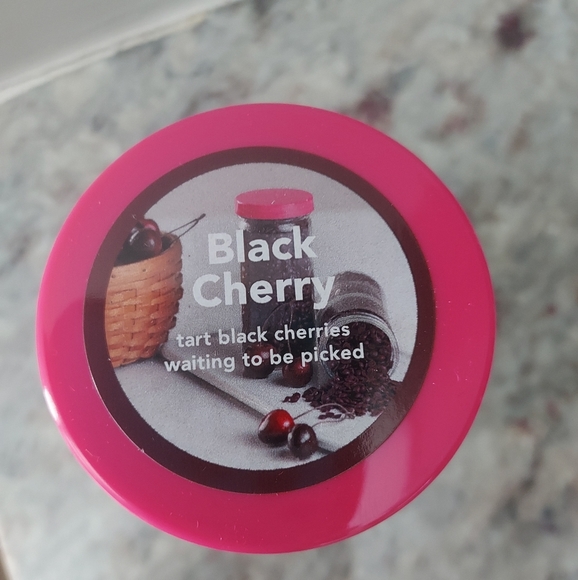 Black
Cherry
tart black cherries
waiting to be picked